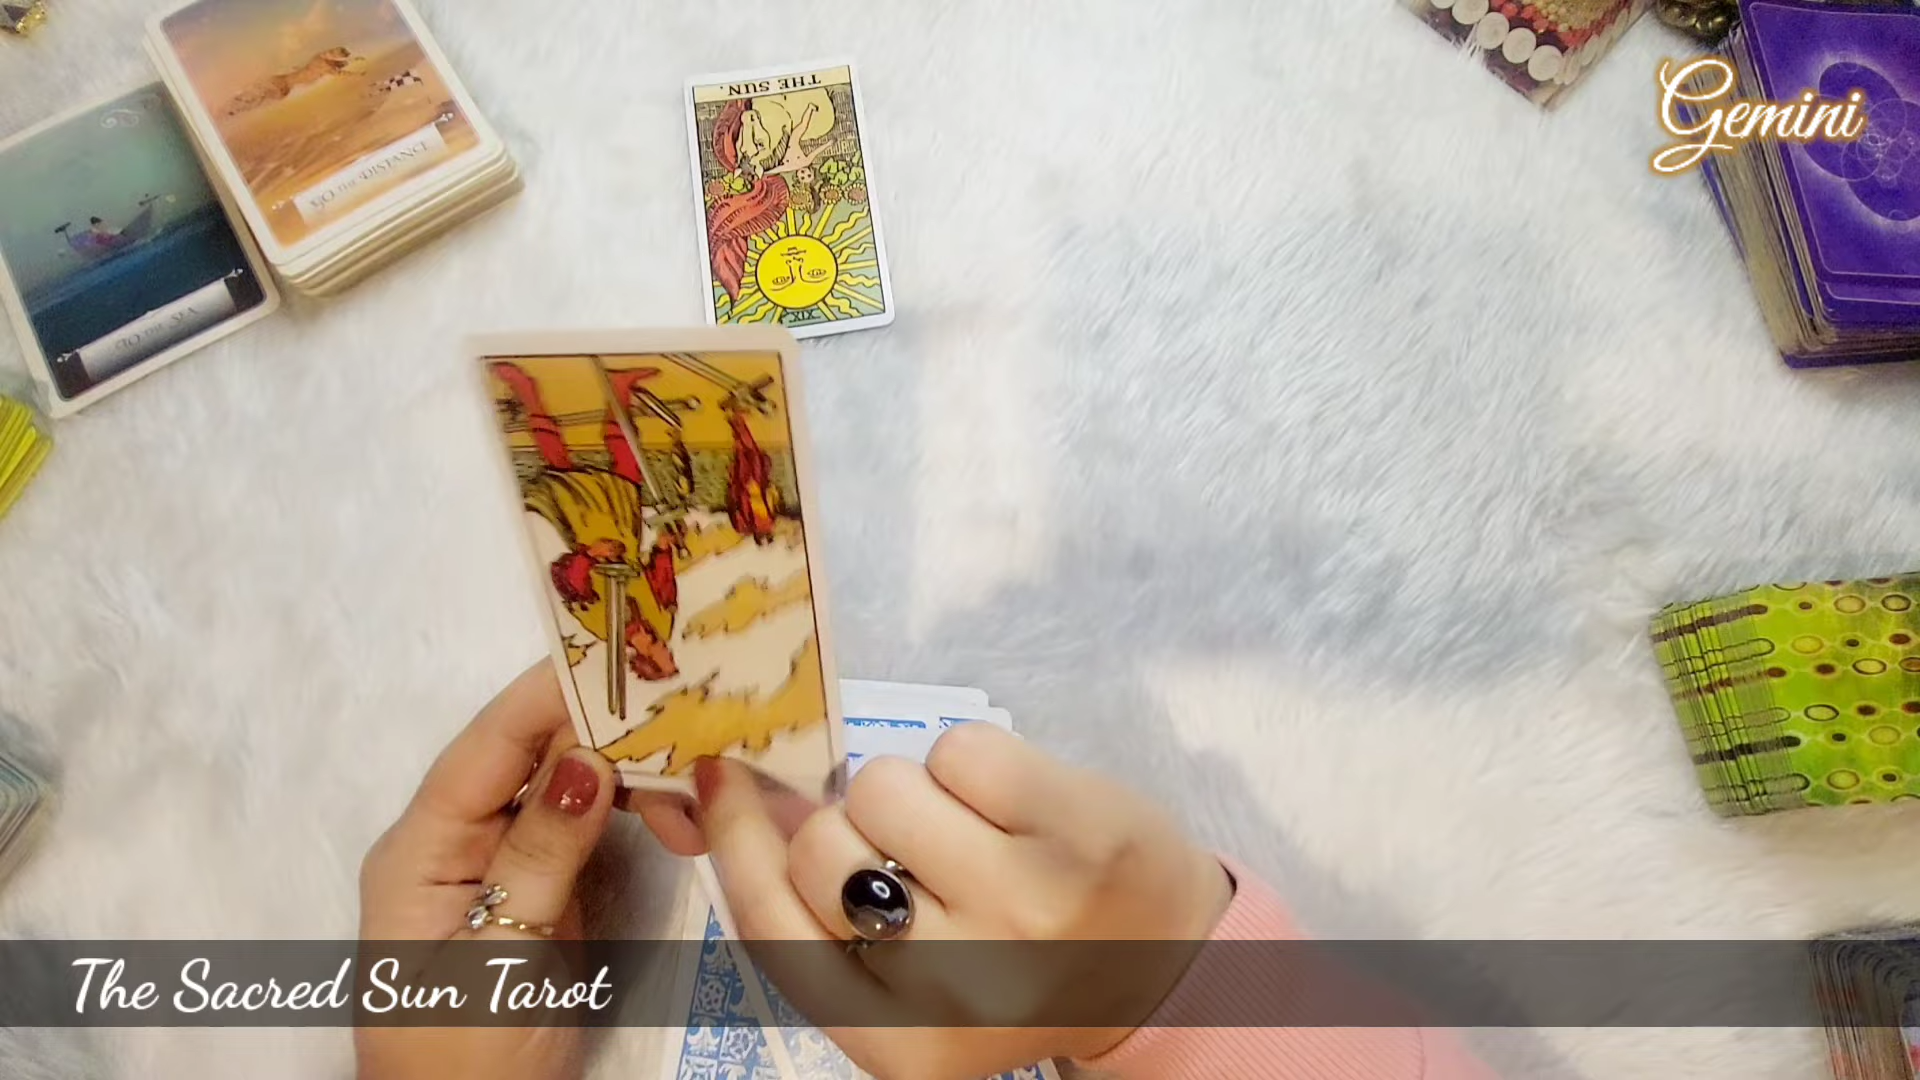 THE SUN.
XIX
GO THE DISTANCE
TO THE SEA
Gemini
The Sacred Sun Tarot